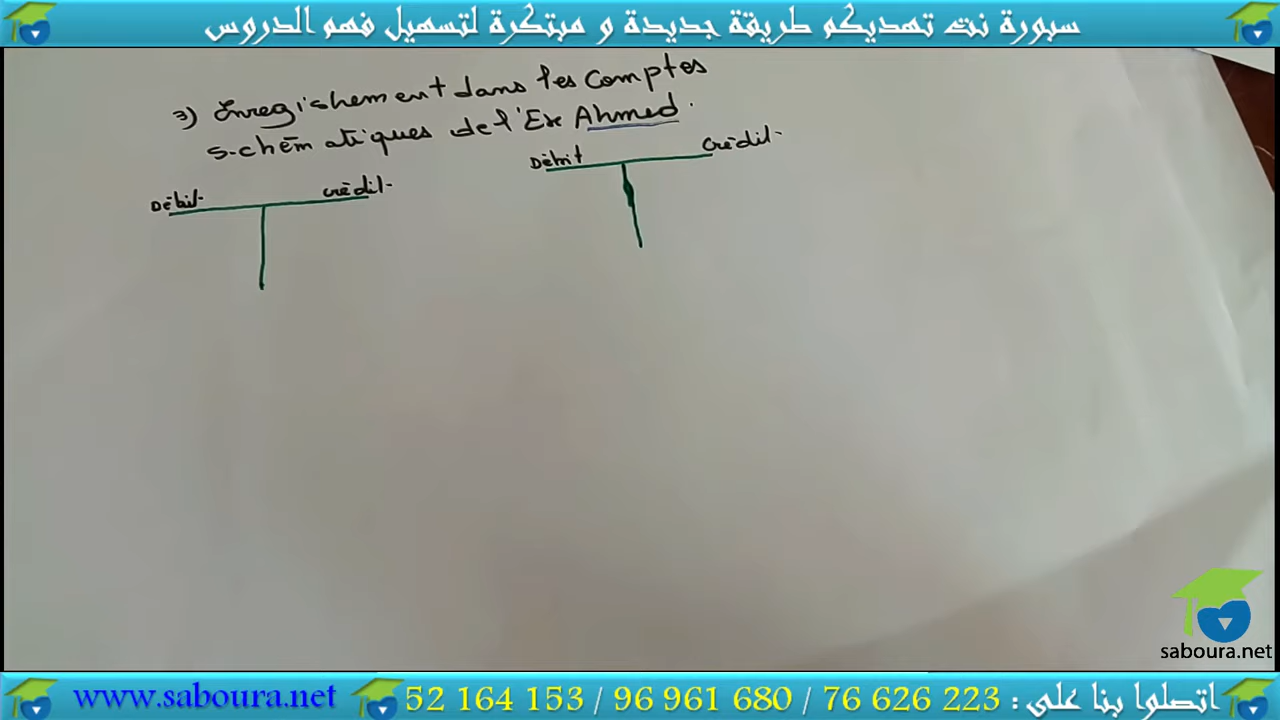 سبورة نت تهديكم طريقة جديدة و مبتكرة لتسهيل فهم الدروس
3) Enregishement dans les Comptes
schématiques de l'Ex Ahmed.
Débit Crédit
Débit Crédit
saboura.net
www.saboura.net 52 164 153 / 96 961 680 / 76 626 223 : اتصلوا بنا على